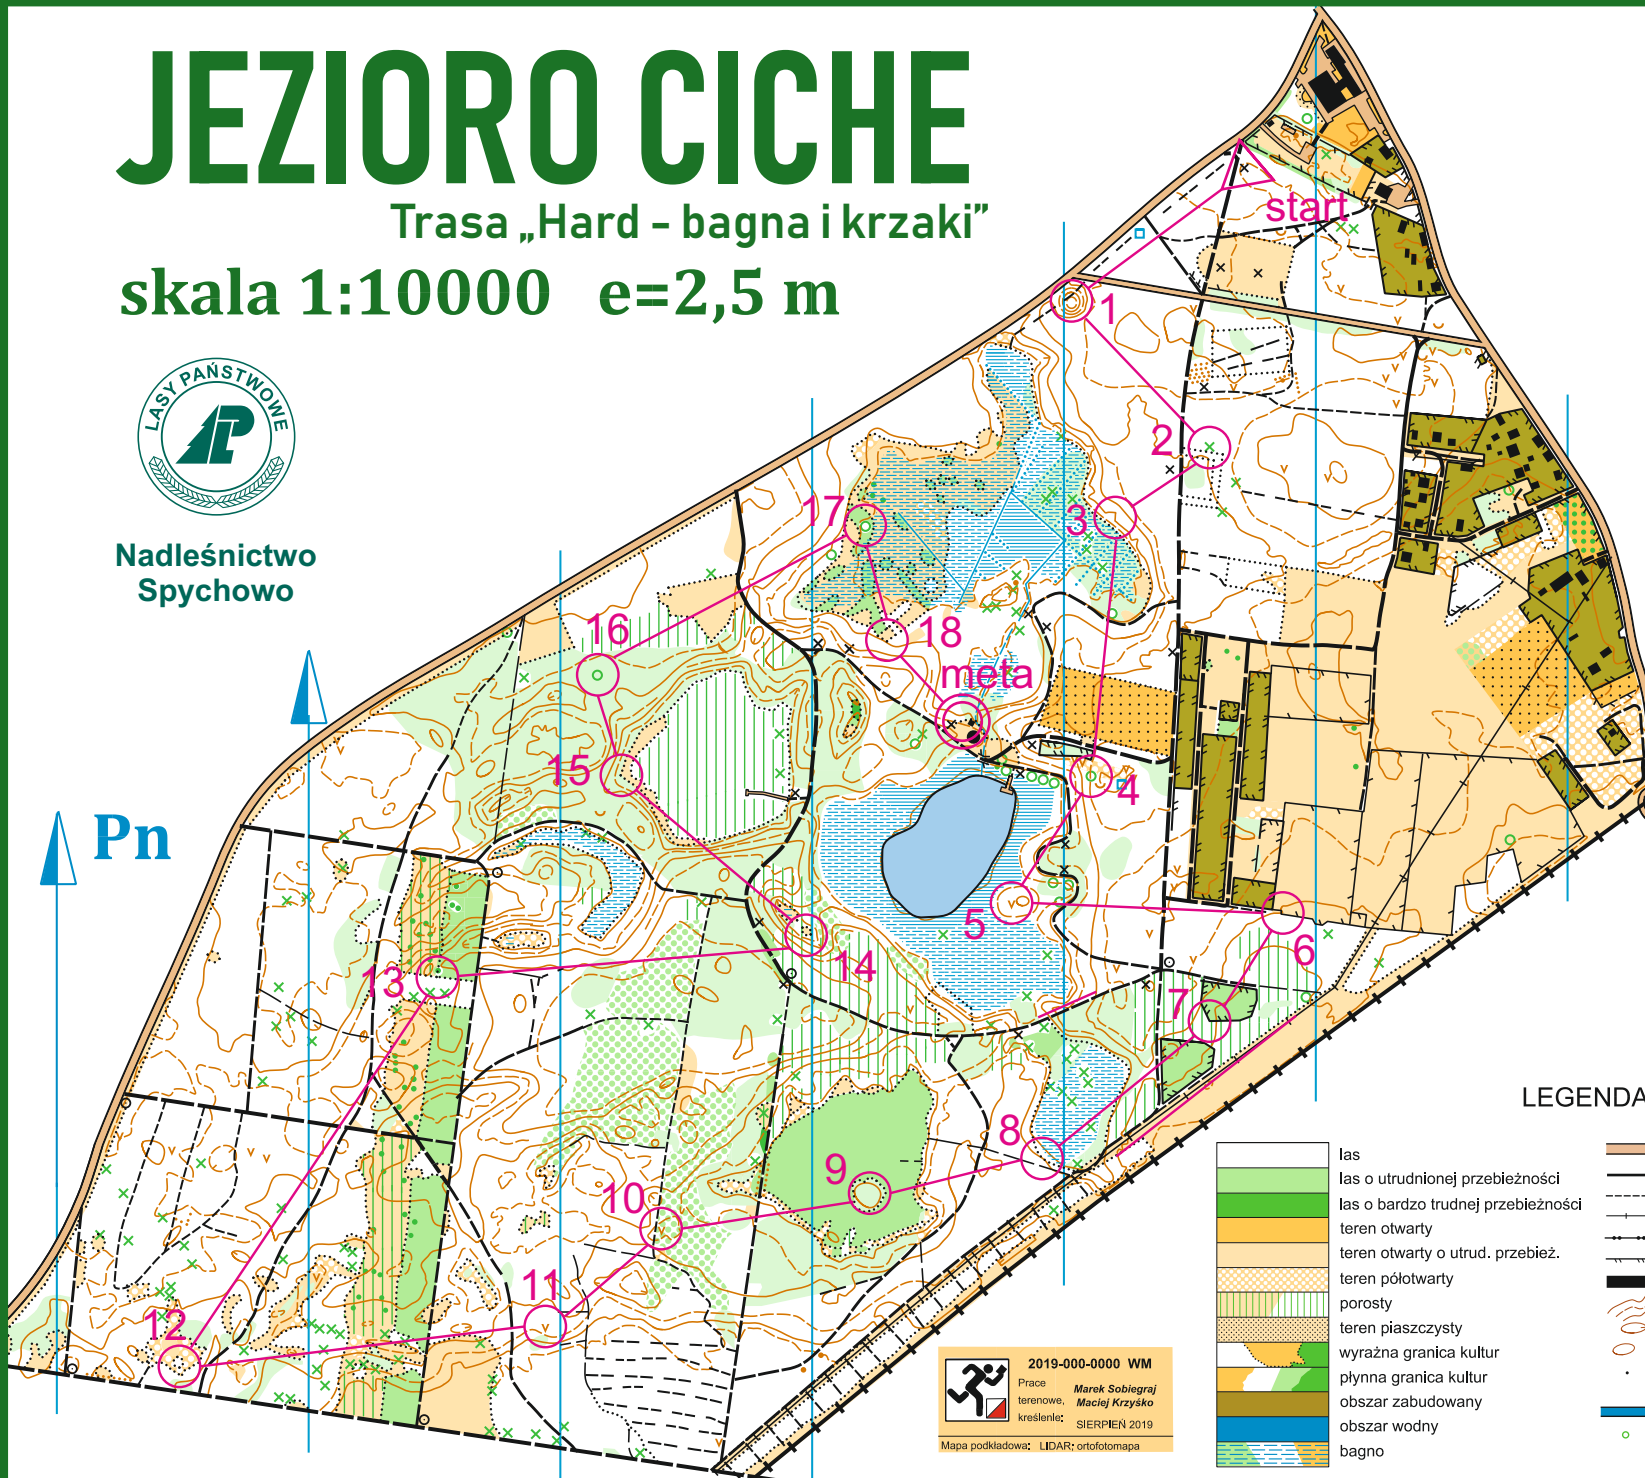 JEZIORO CICHE
Trasa „Hard - bagna i krzaki”
skala 1:10000 e=2,5 m
LASY PAŃSTWOWE
LP
Nadleśnictwo
Spychowo
Pn
start
1
2
3
17
16
18
meta
15
4
5
6
14
13
7
8
9
10
11
12
LEGENDA
las
las o utrudnionej przebieżności
las o bardzo trudnej przebieżności
teren otwarty
teren otwarty o utrud. przebież.
teren półotwarty
porosty
teren piaszczysty
wyraźna granica kultur
płynna granica kultur
obszar zabudowany
obszar wodny
bagno
2019-000-0000 WM
Prace
terenowe,
kreślenie:
Marek Sobiegraj
Maciej Krzyśko
SIERPIEŃ 2019
Mapa podkładowa: LIDAR, ortofotomapa